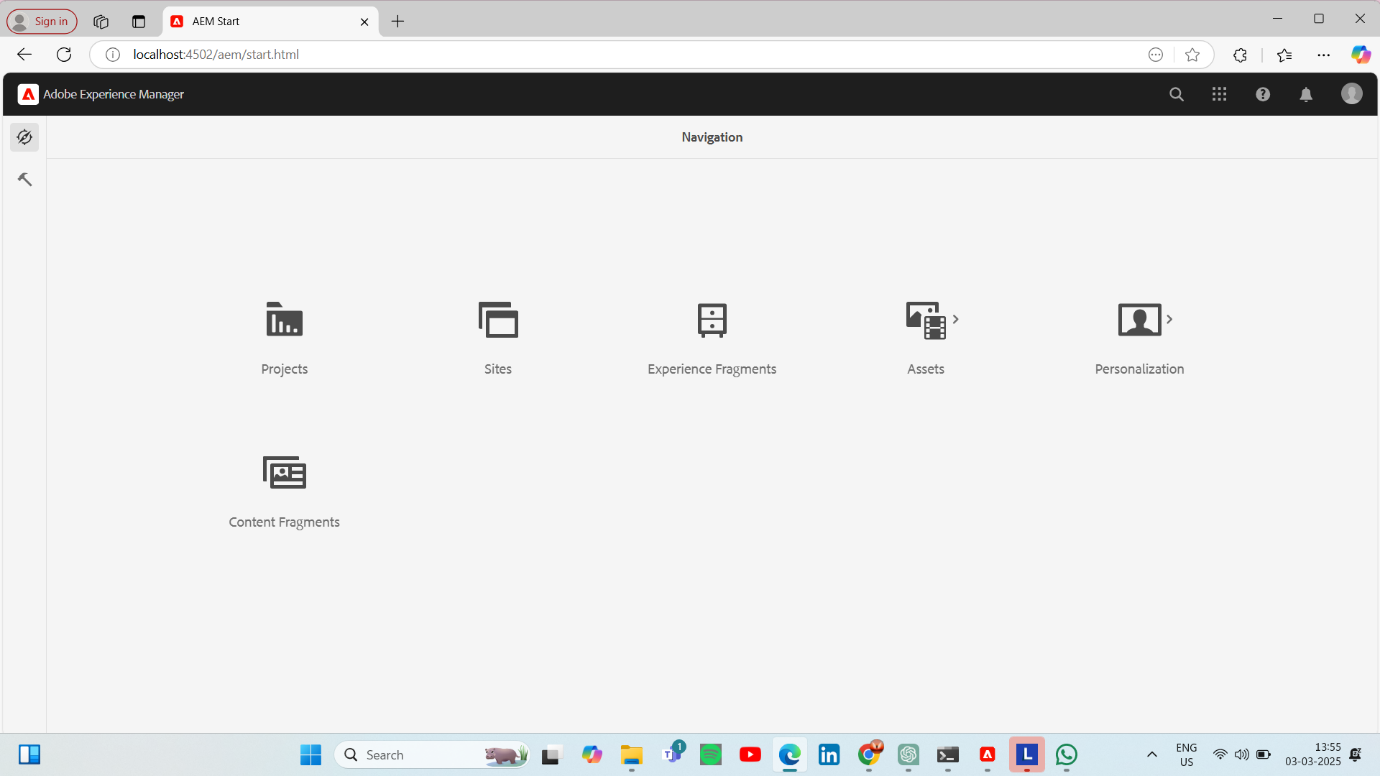 Sign in
AEM Start
localhost:4502/aem/start.html
Adobe Experience Manager
Navigation
Projects
Sites
Experience Fragments
Assets
Personalization
Content Fragments
Search
1
L
ENG
US
13:55
03-03-2025